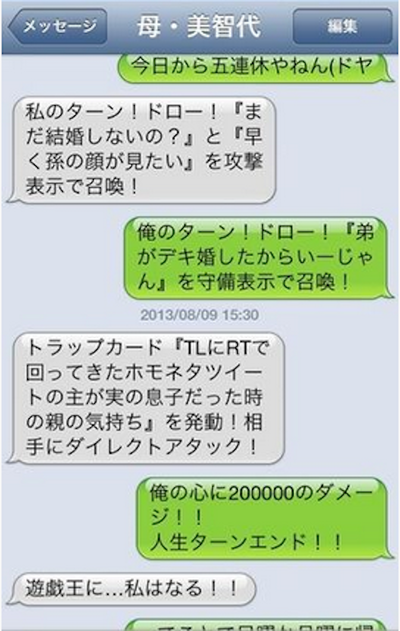 メッセージ
母・美智代
編集
今日から五連休やねん(ドヤ
私のターン！ドロー！『ま
だ結婚しないの？』と『早
く孫の顔が見たい』を攻撃
表示で召喚！
俺のターン！ドロー！『弟
がデキ婚したからいーじゃ
ん』を守備表示で召喚！
2013/08/09 15:30
トラップカード『TLにRTで
回ってきたホモネタツイー
トの主が実の息子だった時
の親の気持ち』を発動！相
手にダイレクトアタック！
俺の心に200000のダメー
ジ！！
人生ターンエンド！！
遊戯王に…私はなる！！